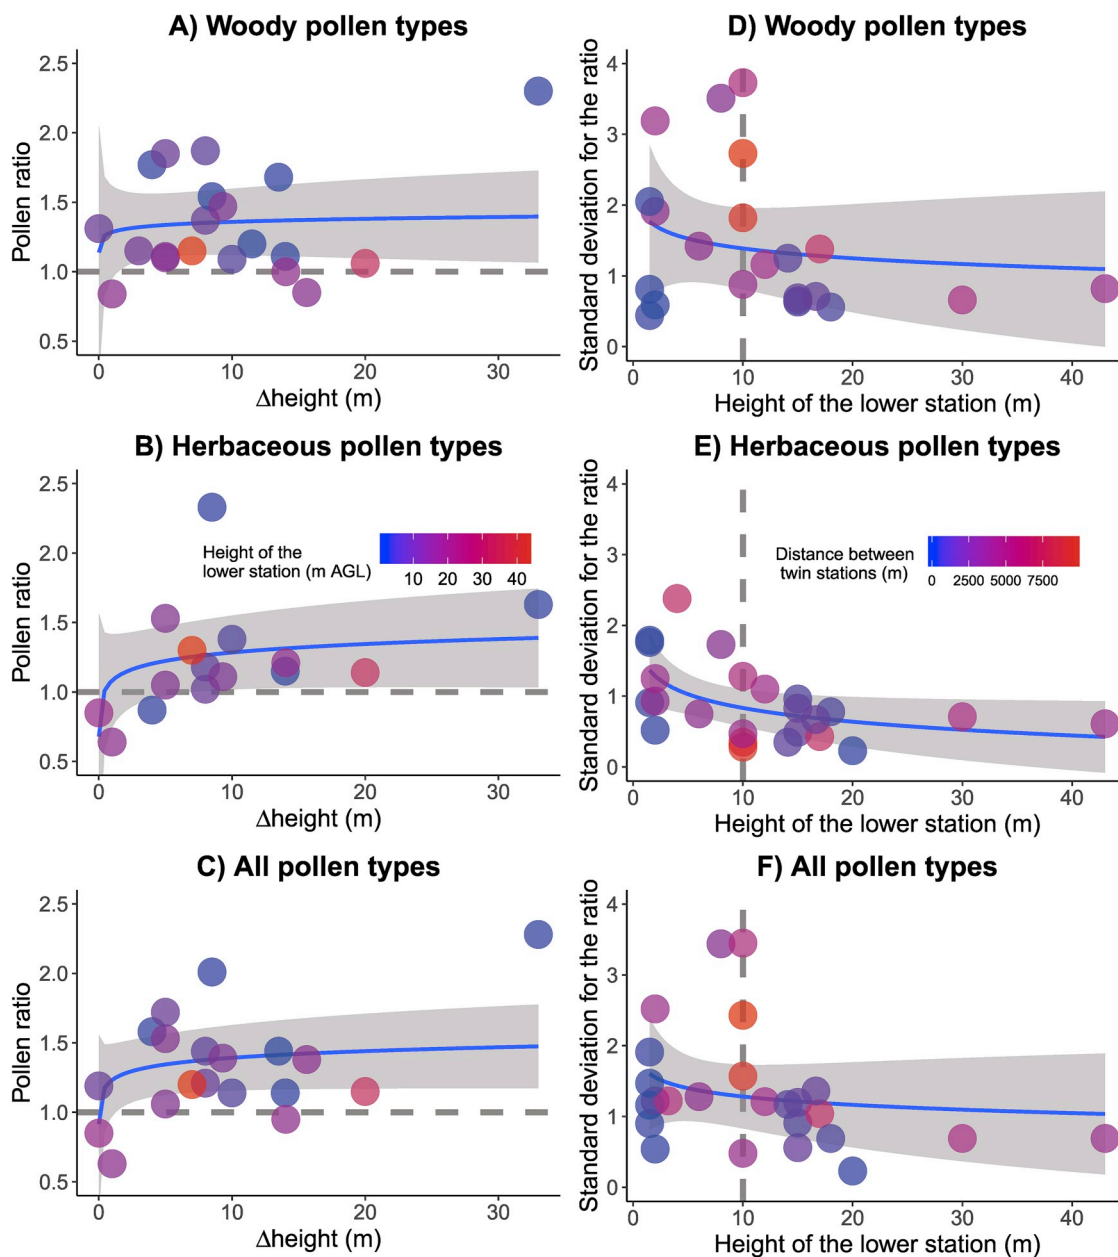 A) Woody pollen types
Pollen ratio
2.5
2.0
1.5
1.0
0.5
0 10 20 30
Δheight (m)
D) Woody pollen types
Standard deviation for the ratio
4
3
2
1
0
0 10 20 30 40
Height of the lower station (m)
B) Herbaceous pollen types
Pollen ratio
2.5
2.0
1.5
1.0
0.5
Height of the
lower station (m AGL)
10 20 30 40
0 10 20 30
Δheight (m)
E) Herbaceous pollen types
Standard deviation for the ratio
4
3
2
1
0
Distance between
twin stations (m)
0 2500 5000 7500
0 10 20 30 40
Height of the lower station (m)
C) All pollen types
Pollen ratio
2.5
2.0
1.5
1.0
0.5
0 10 20 30
Δheight (m)
F) All pollen types
Standard deviation for the ratio
4
3
2
1
0
0 10 20 30 40
Height of the lower station (m)